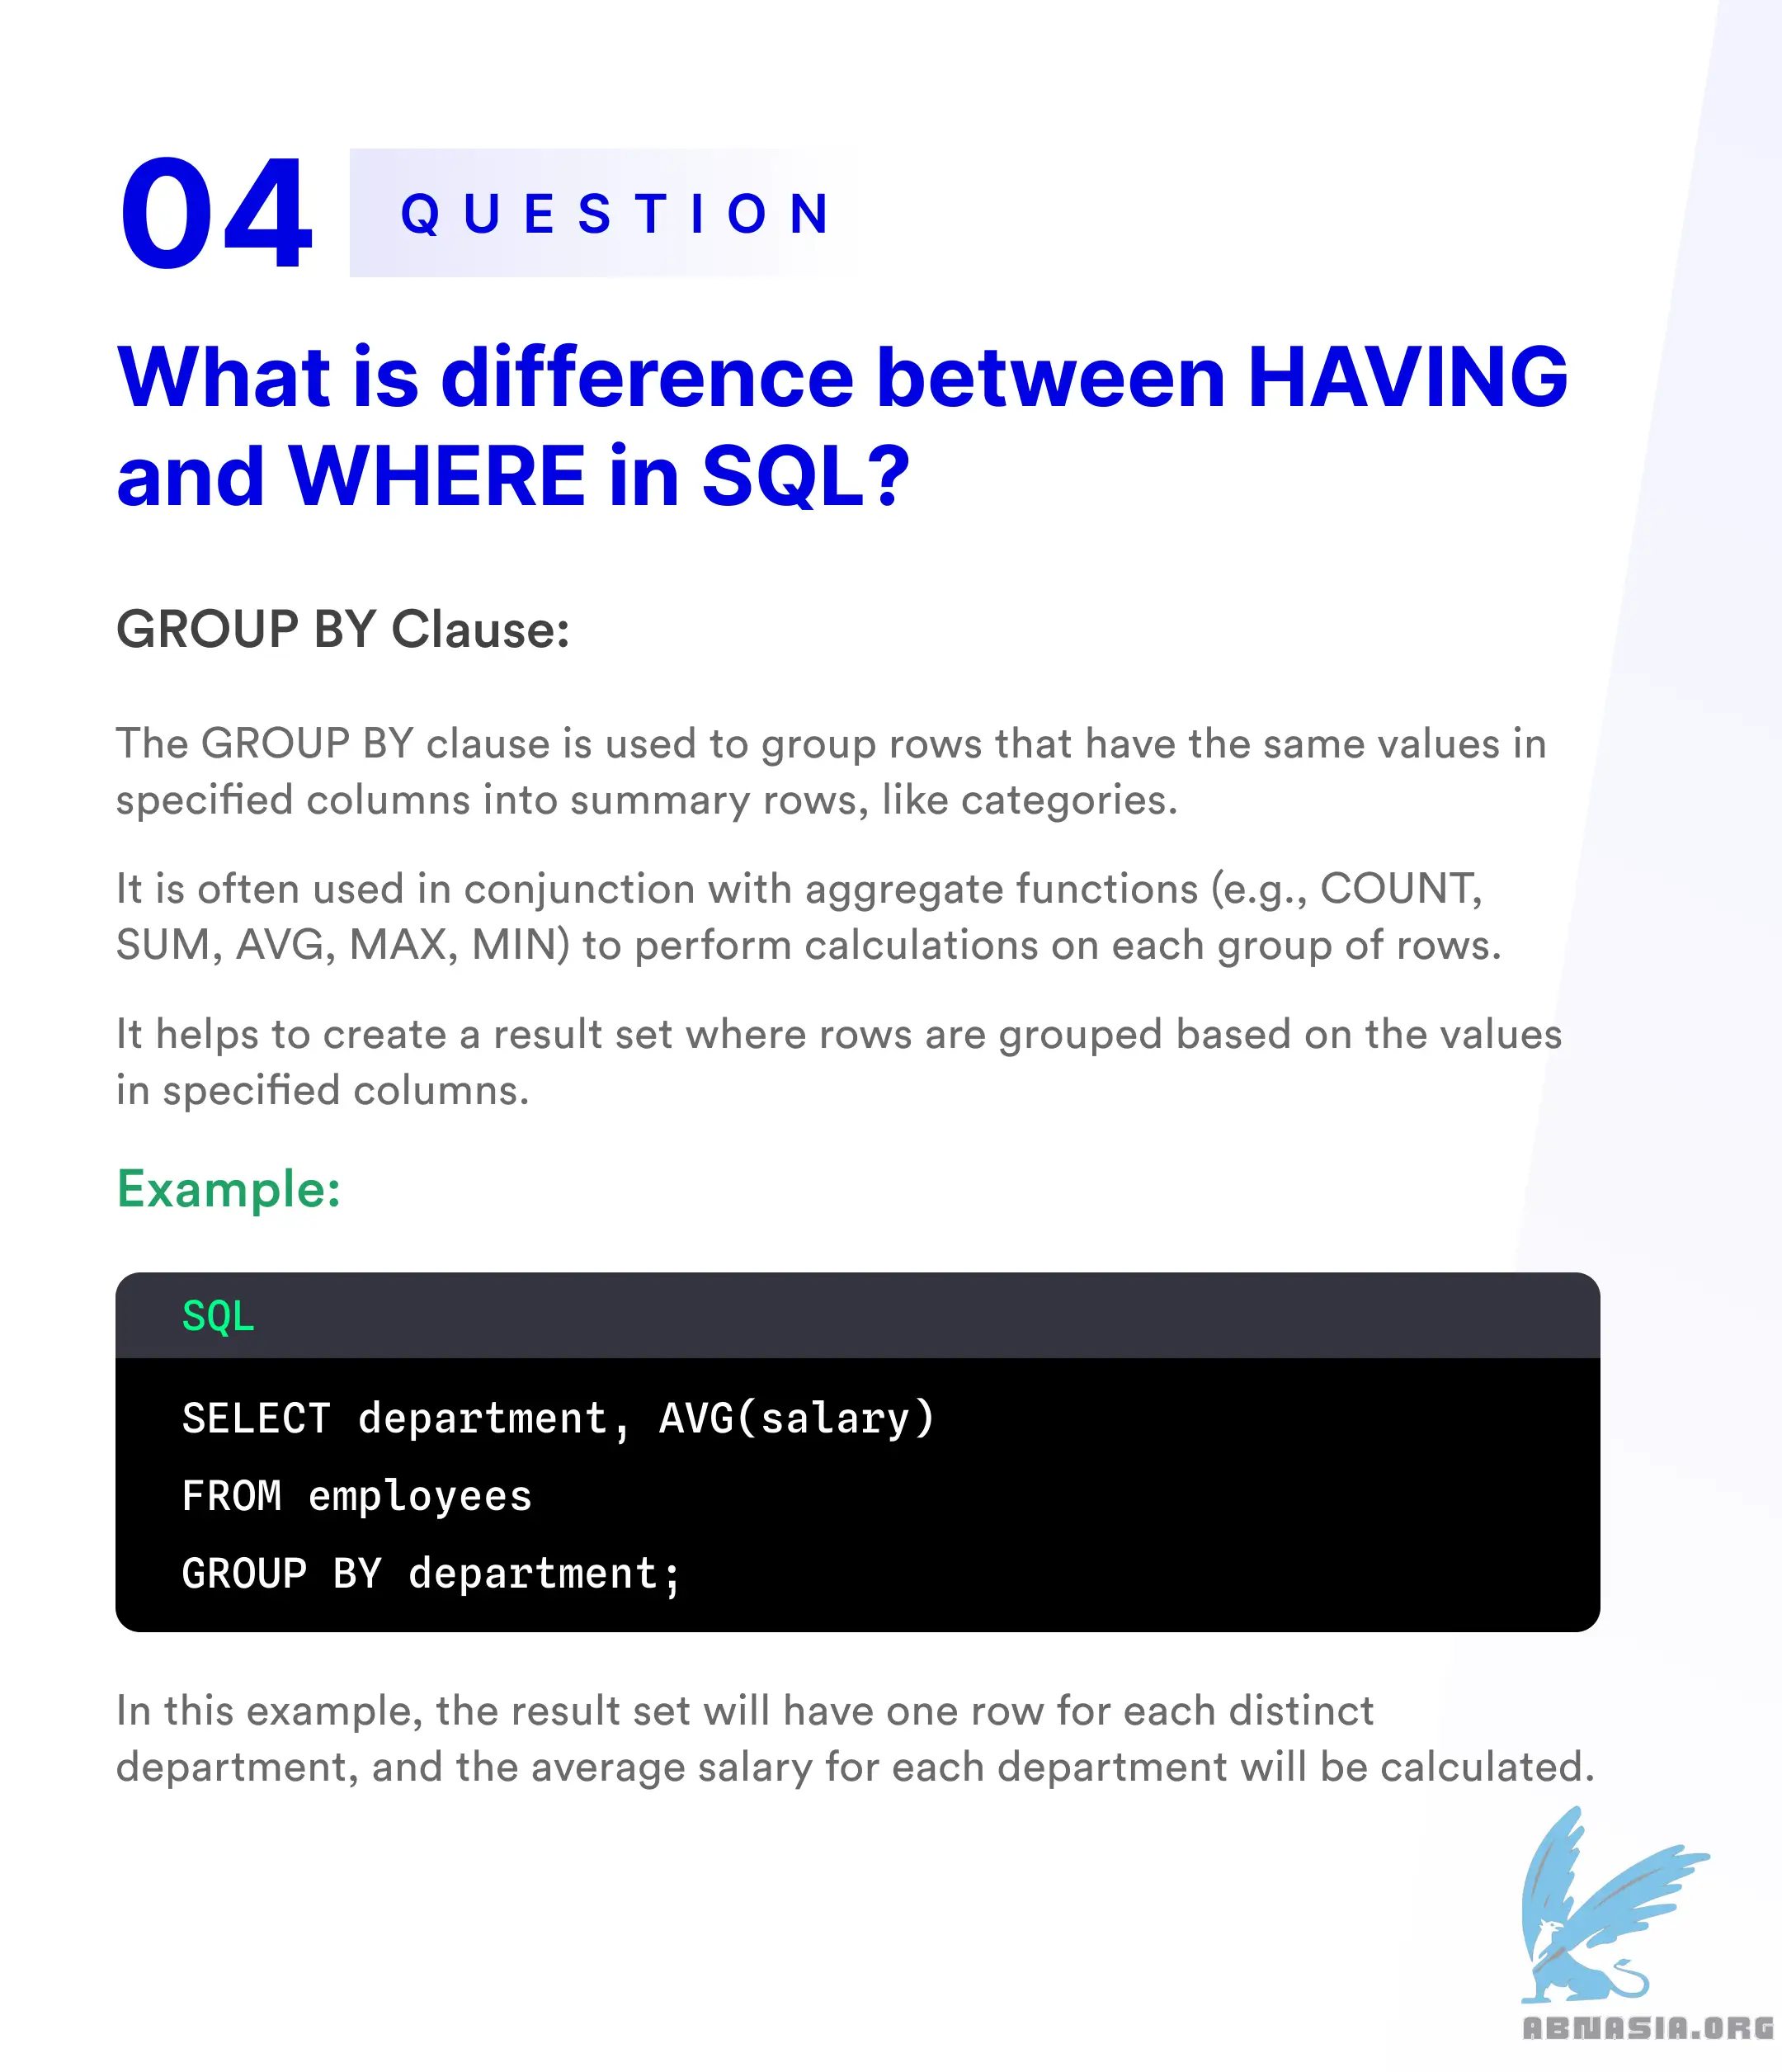 04 QUESTION
What is difference between HAVING
and WHERE in SQL?
GROUP BY Clause:
The GROUP BY clause is used to group rows that have the same values in
specified columns into summary rows, like categories.
It is often used in conjunction with aggregate functions (e.g., COUNT,
SUM, AVG, MAX, MIN) to perform calculations on each group of rows.
It helps to create a result set where rows are grouped based on the values
in specified columns.
Example:
SQL
SELECT department, AVG(salary)
FROM employees
GROUP BY department;
In this example, the result set will have one row for each distinct
department, and the average salary for each department will be calculated.
ABNASIA.ORG